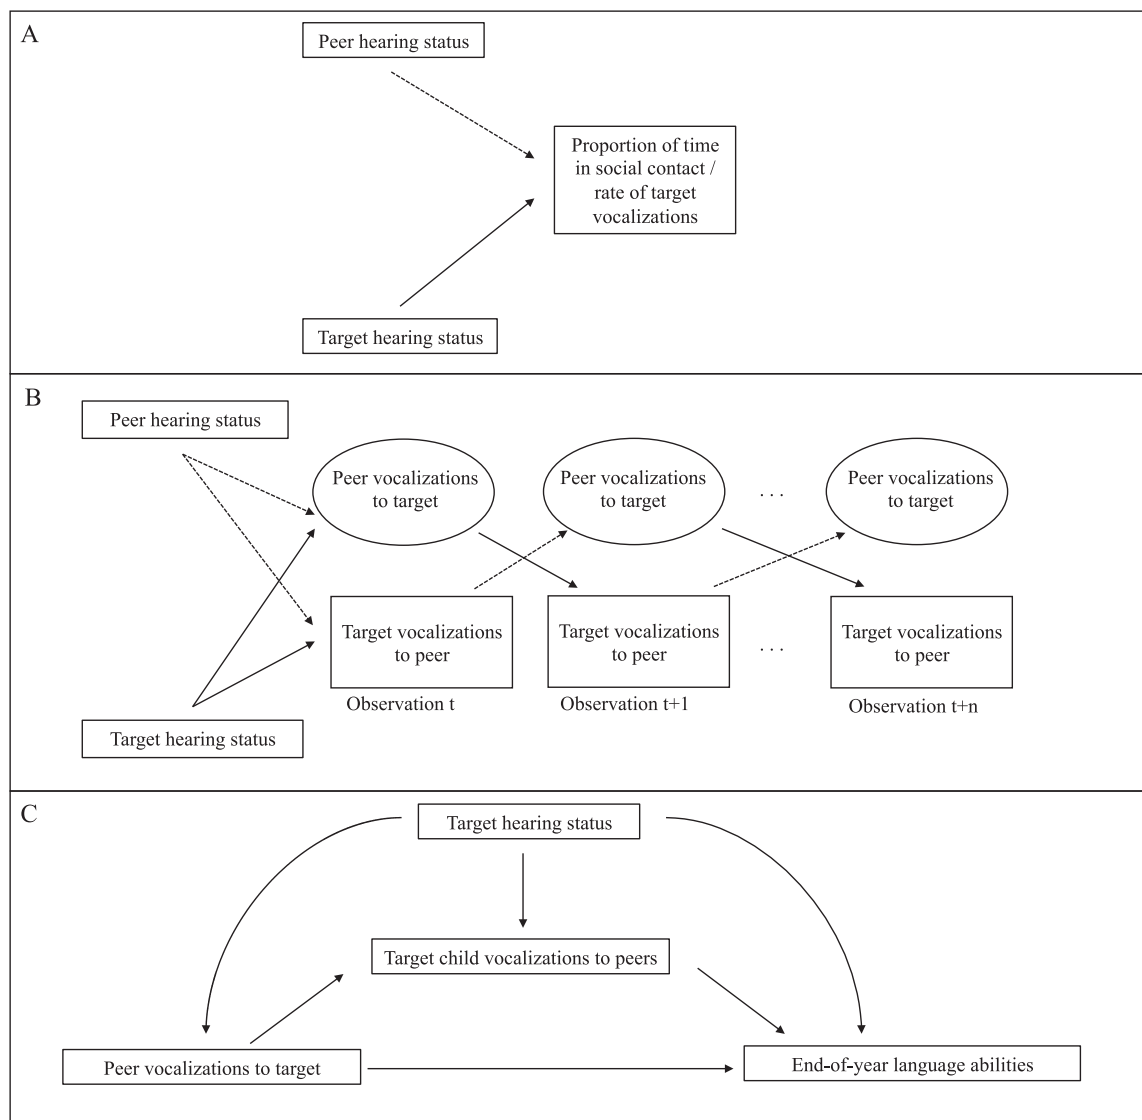 A
Peer hearing status
Proportion of time
in social contact /
rate of target
vocalizations
Target hearing status
B
Peer hearing status
Peer vocalizations
to target
Peer vocalizations
to target
. . .
Peer vocalizations
to target
Target vocalizations
to peer
Target vocalizations
to peer
. . .
Target vocalizations
to peer
Observation t
Observation t+1
Observation t+n
Target hearing status
C
Target hearing status
Target child vocalizations to peers
Peer vocalizations to target
End-of-year language abilities